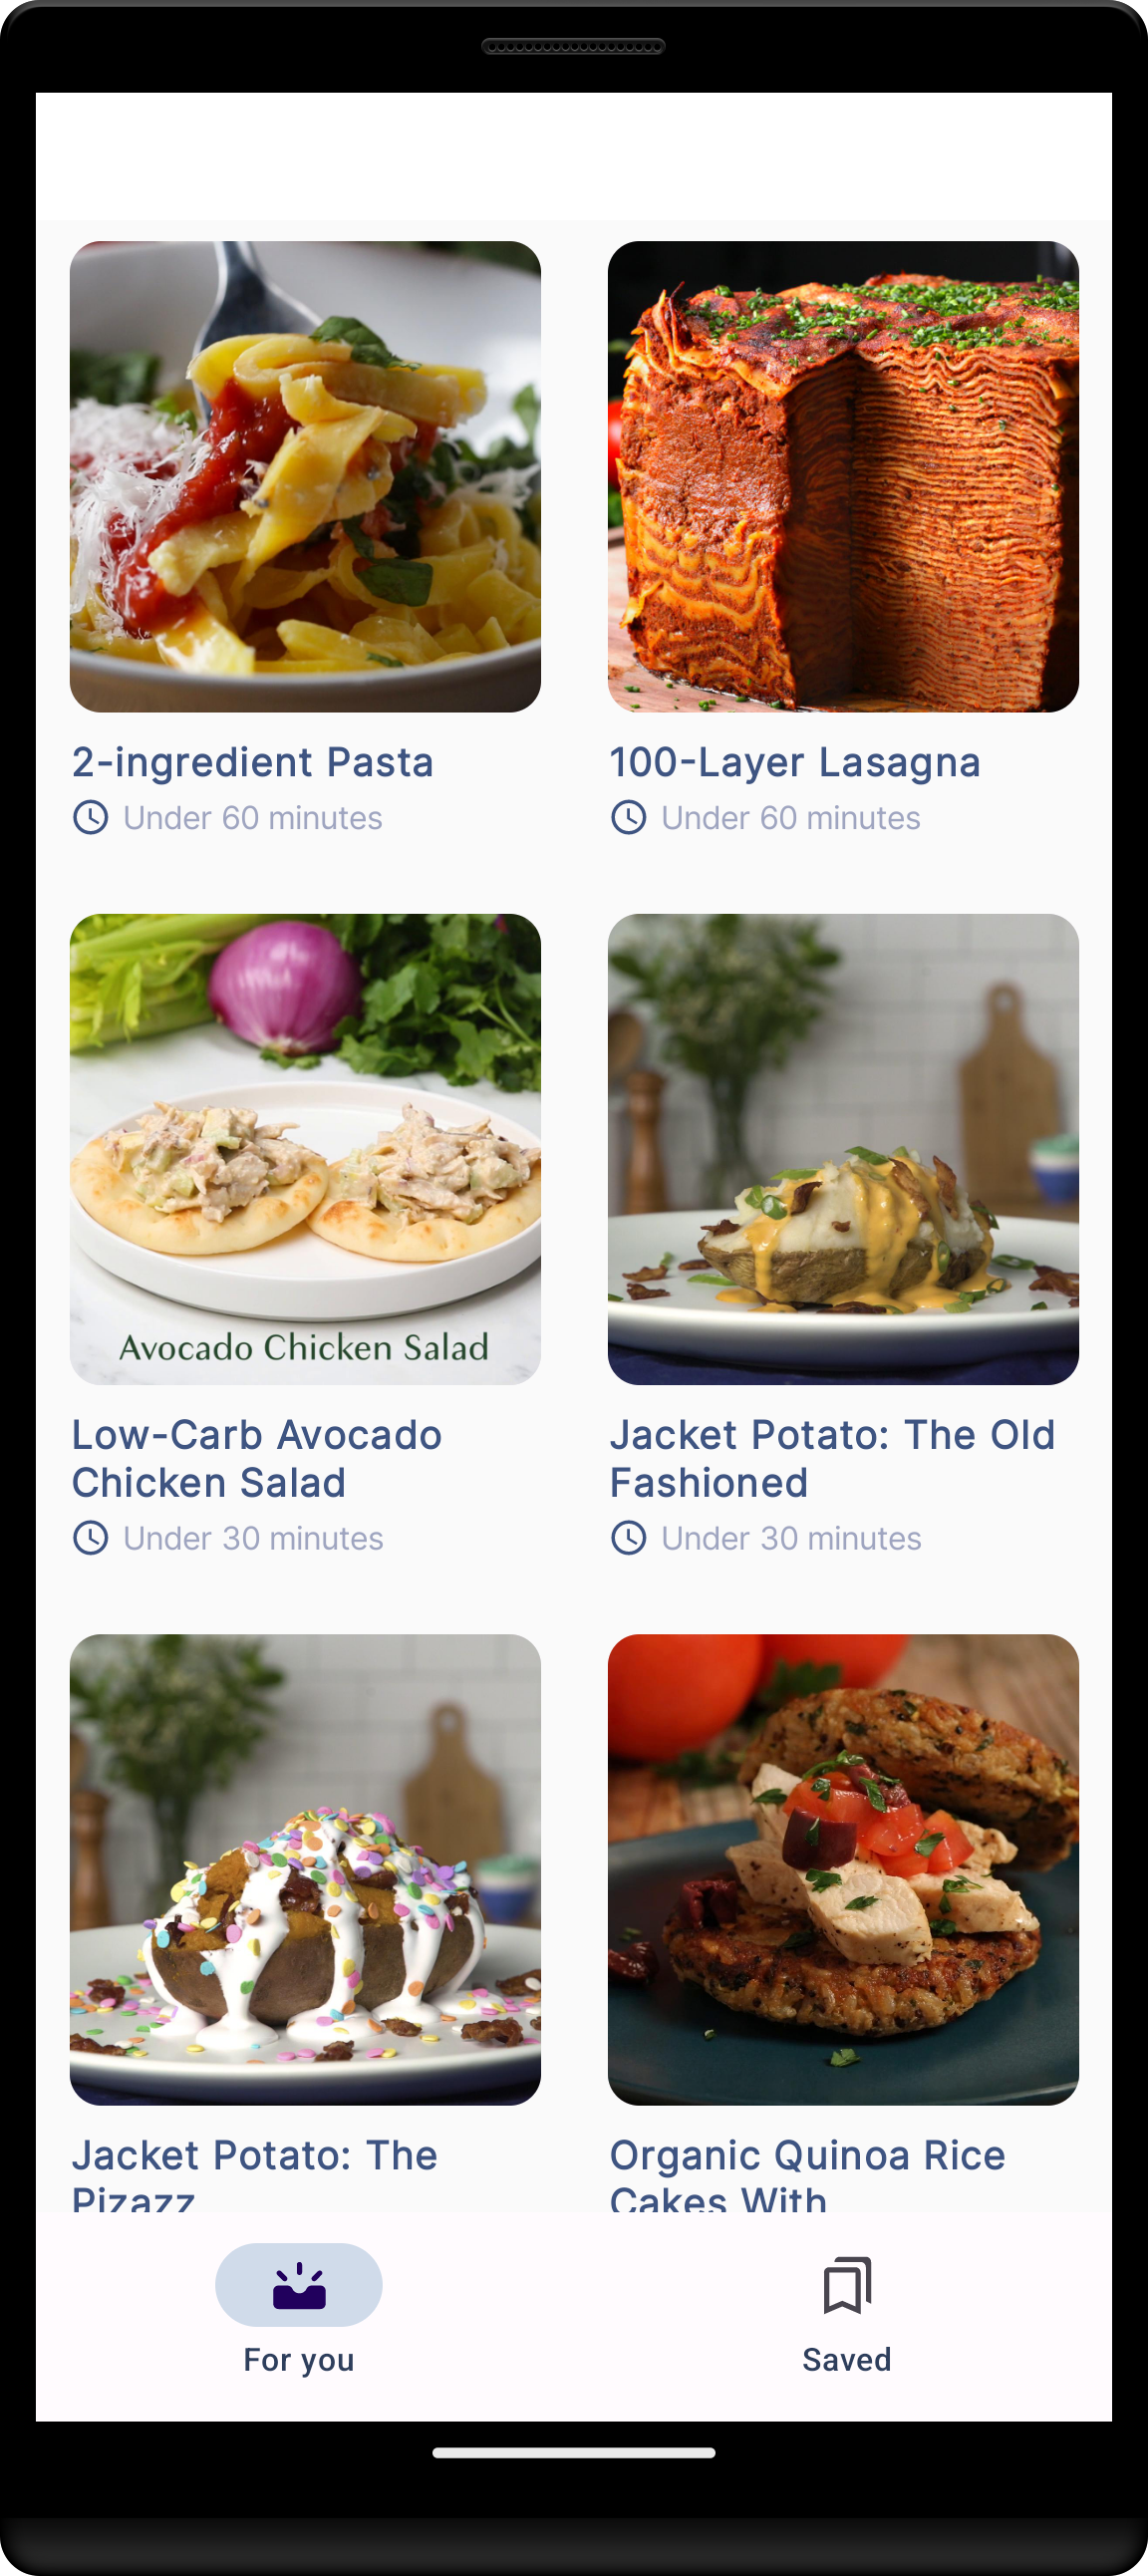 2-ingredient Pasta
Under 60 minutes
100-Layer Lasagna
Under 60 minutes
Avocado Chicken Salad
Low-Carb Avocado
Chicken Salad
Under 30 minutes
Jacket Potato: The Old
Fashioned
Under 30 minutes
Jacket Potato: The
Pizazz
Organic Quinoa Rice
Cakes With
For you
Saved